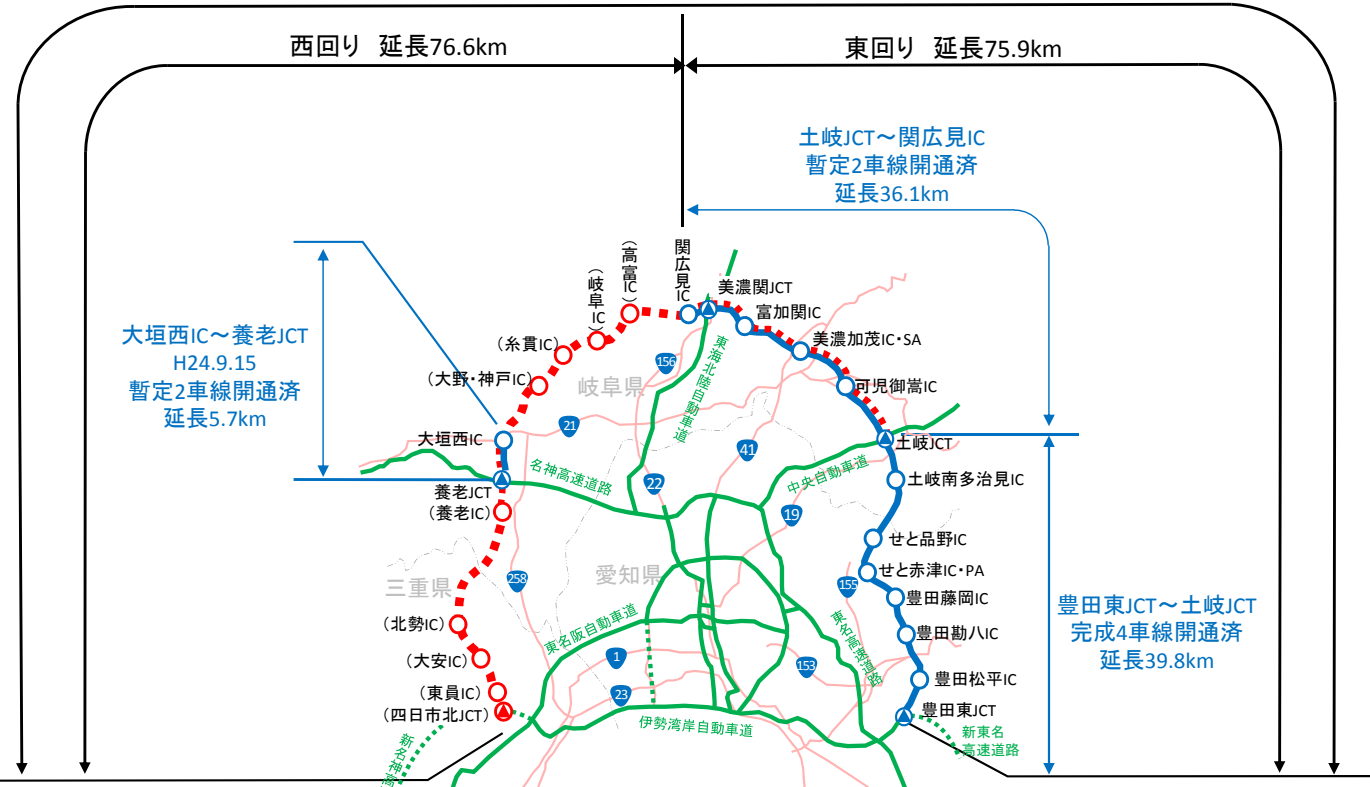 西回り 延長76.6km
東回り 延長75.9km
土岐JCT～関広見IC
暫定2車線開通済
延長36.1km
大垣西IC～養老JCT
H24.9.15
暫定2車線開通済
延長5.7km
豊田東JCT～土岐JCT
完成4車線開通済
延長39.8km
（高富IC）
関広見IC
（岐阜IC）
美濃関JCT
富加関IC
（糸貫IC）
美濃加茂IC・SA
（大野・神戸IC）
可児御嵩IC
大垣西IC
土岐JCT
養老JCT
（養老IC）
土岐南多治見IC
せと品野IC
せと赤津IC・PA
豊田藤岡IC
（北勢IC）
豊田勘八IC
（大安IC）
豊田松平IC
（東員IC）
（四日市北JCT）
豊田東JCT
岐阜県
愛知県
三重県
東海北陸自動車道
名神高速道路
中央自動車道
東名阪自動車道
東名高速道路
伊勢湾岸自動車道
新東名
高速道路
新名神高
156
21
41
22
19
258
155
1
153
23